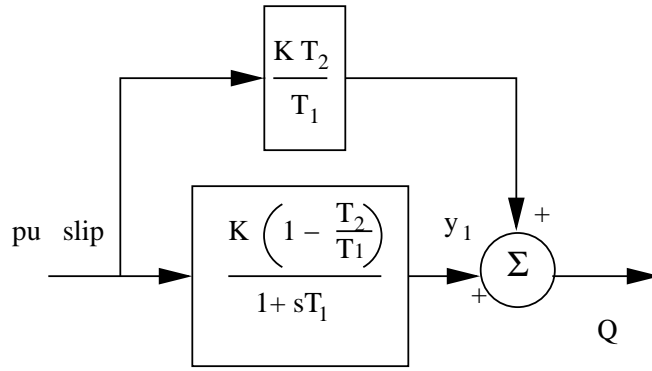 K T2
T1
+
pu slip
K ( 1 – T2
T1 )
1+ sT1
y1
Σ
+
Q